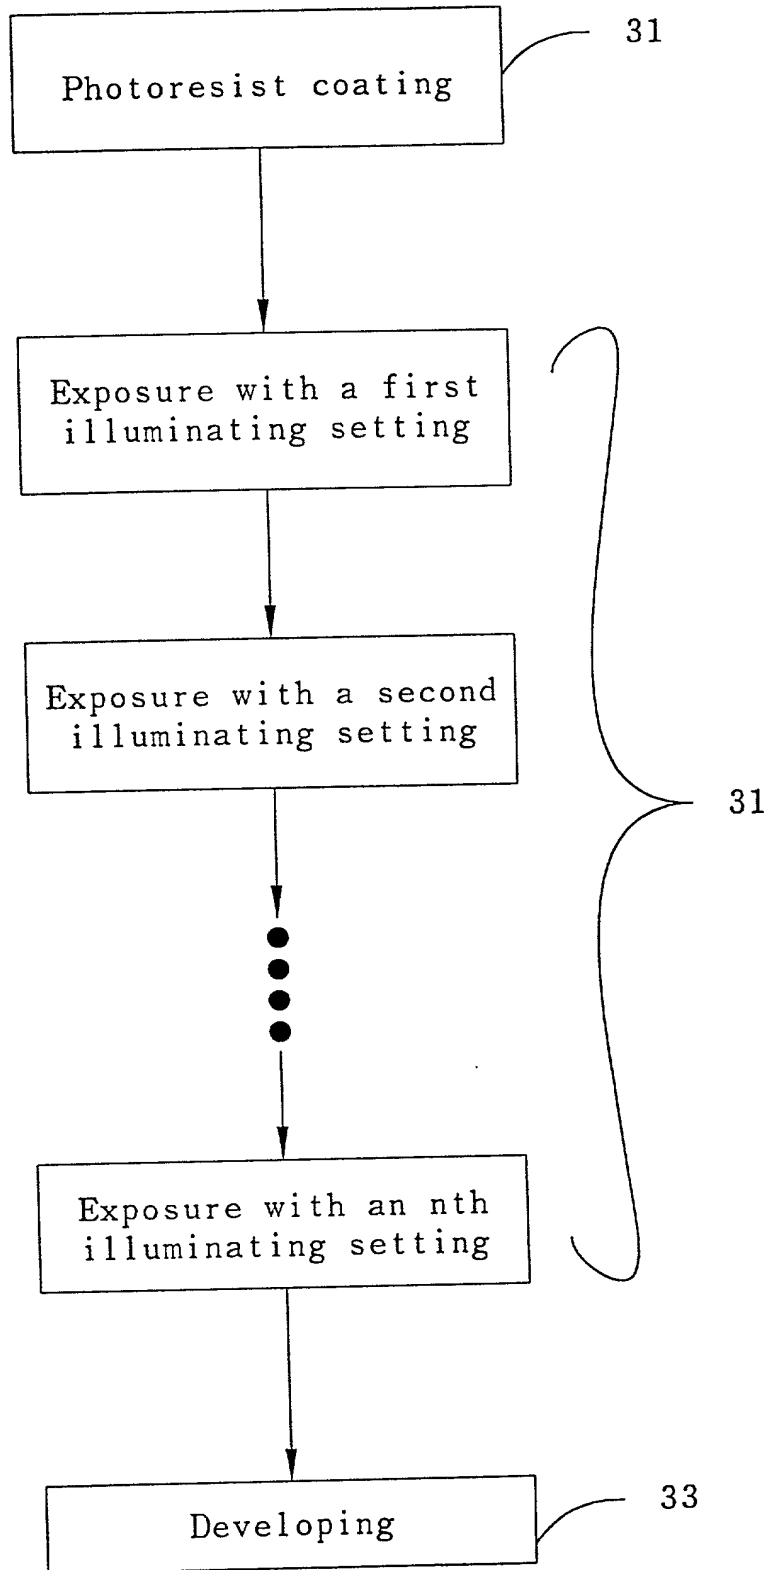 31
Photoresist coating
Exposure with a first
illuminating setting
Exposure with a second
illuminating setting
31
Exposure with an nth
illuminating setting
33
Developing